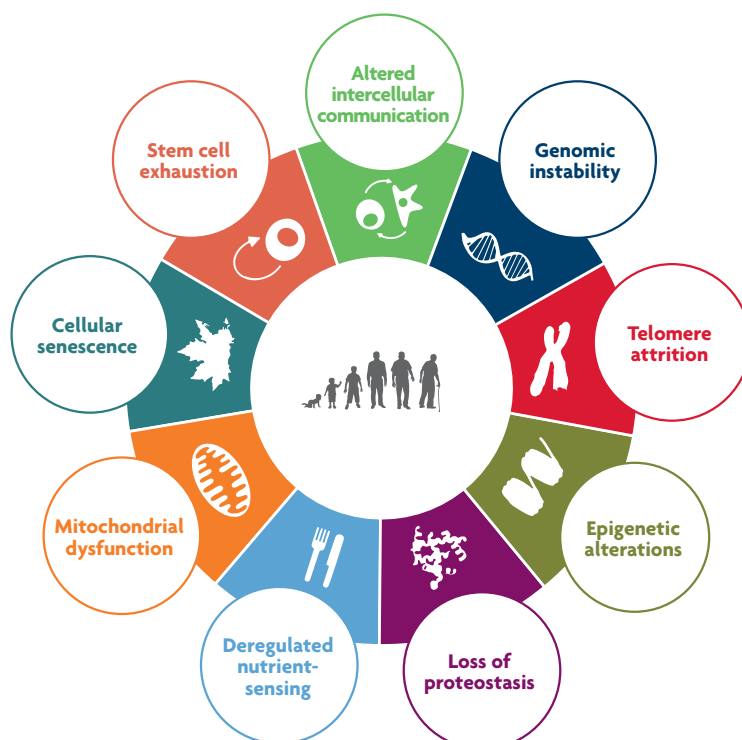 Altered
intercellular
communication
Genomic
instability
Telomere
attrition
Epigenetic
alterations
Loss of
proteostasis
Deregulated
nutrient-
sensing
Mitochondrial
dysfunction
Cellular
senescence
Stem cell
exhaustion